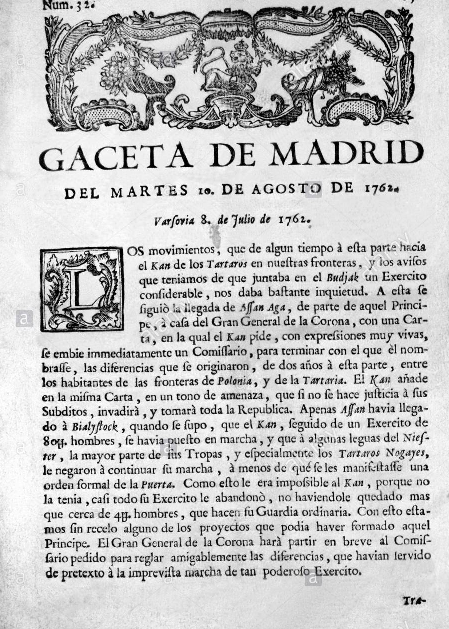 Num. 32.
GACETA DE MADRID
DEL MARTES 10. DE AGOSTO DE 1762.
Varsovia 8. de Julio de 1762.
LOS movimientos, que de algun tiempo à esta parte hacia
el Kan de los Tartaros en nuestras fronteras, y los avisos
que teniamos de que juntaba en el Budjak un Exercito
considerable, nos daba bastante inquietud. A esta se
siguiò la llegada de Assan Aga, de parte de aquel Princi-
pe, à casa del Gran General de la Corona, con una Car-
ta, en la qual el Kan pide, con expressiones muy vivas,
se embie immediatamente un Comissario, para terminar con el que èl nom-
brasse, las diferencias que se originaron, de dos años à esta parte, entre
los habitantes de las fronteras de Polonia, y de la Tartaria. El Kan añade
en la misma Carta, en un tono de amenaza, que si no se hace justicia à sus
Subditos, invadirà, y tomarà toda la Republica. Apenas Assan havia llega-
do à Bialystock, quando se supo, que el Kan, seguido de un Exercito de
80ɥ. hombres, se havia puesto en marcha, y que à algunas leguas del Nies-
ter, la mayor parte de sus Tropas, y especialmente los Tartaros Nogayes,
le negaron à continuar su marcha, à menos de què se les manifestasse una
orden formal de la Puerta. Como esto le era impossible al Kan, porque no
la tenia, casi todo su Exercito le abandonò, no haviendole quedado mas
que cerca de 4ɥ. hombres, que hacen su Guardia ordinaria. Con esto esta-
mos sin recelo alguno de los proyectos que podia haver formado aquel
Principe. El Gran General de la Corona harà partir en breve al Comis-
sario pedido para reglar amigablemente las diferencias, que havian servido
de pretexto à la imprevista marcha de tan poderoso Exercito.
Tra-